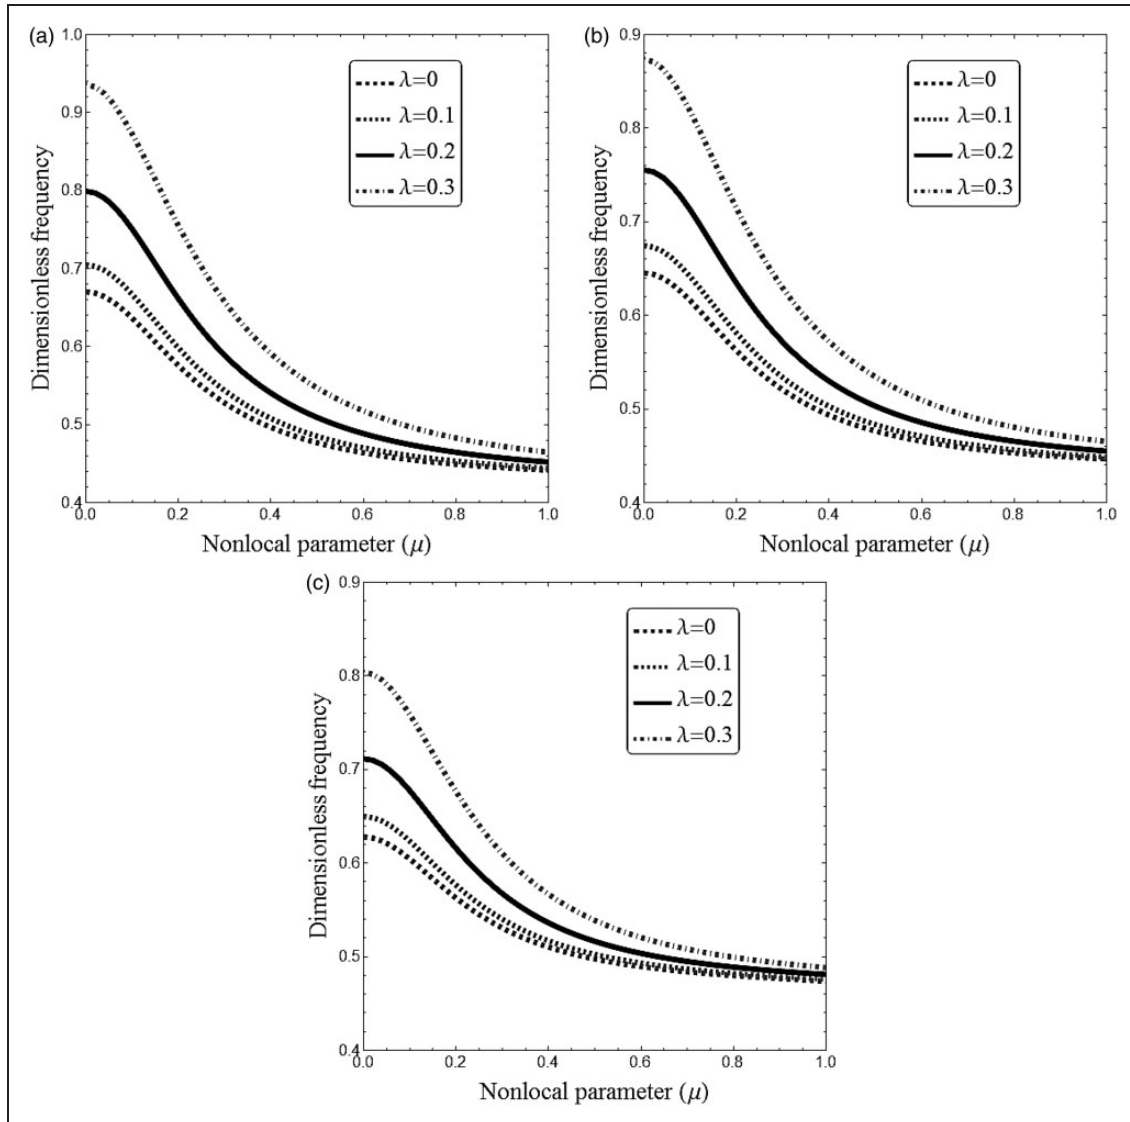 (a)
1.0
0.9
0.8
0.7
0.6
0.5
0.4
Dimensionless frequency
λ=0
λ=0.1
λ=0.2
λ=0.3
0.0 0.2 0.4 0.6 0.8 1.0
Nonlocal parameter (μ)
(b)
0.9
0.8
0.7
0.6
0.5
0.4
Dimensionless frequency
λ=0
λ=0.1
λ=0.2
λ=0.3
0.0 0.2 0.4 0.6 0.8 1.0
Nonlocal parameter (μ)
(c)
0.9
0.8
0.7
0.6
0.5
0.4
Dimensionless frequency
λ=0
λ=0.1
λ=0.2
λ=0.3
0.0 0.2 0.4 0.6 0.8 1.0
Nonlocal parameter (μ)